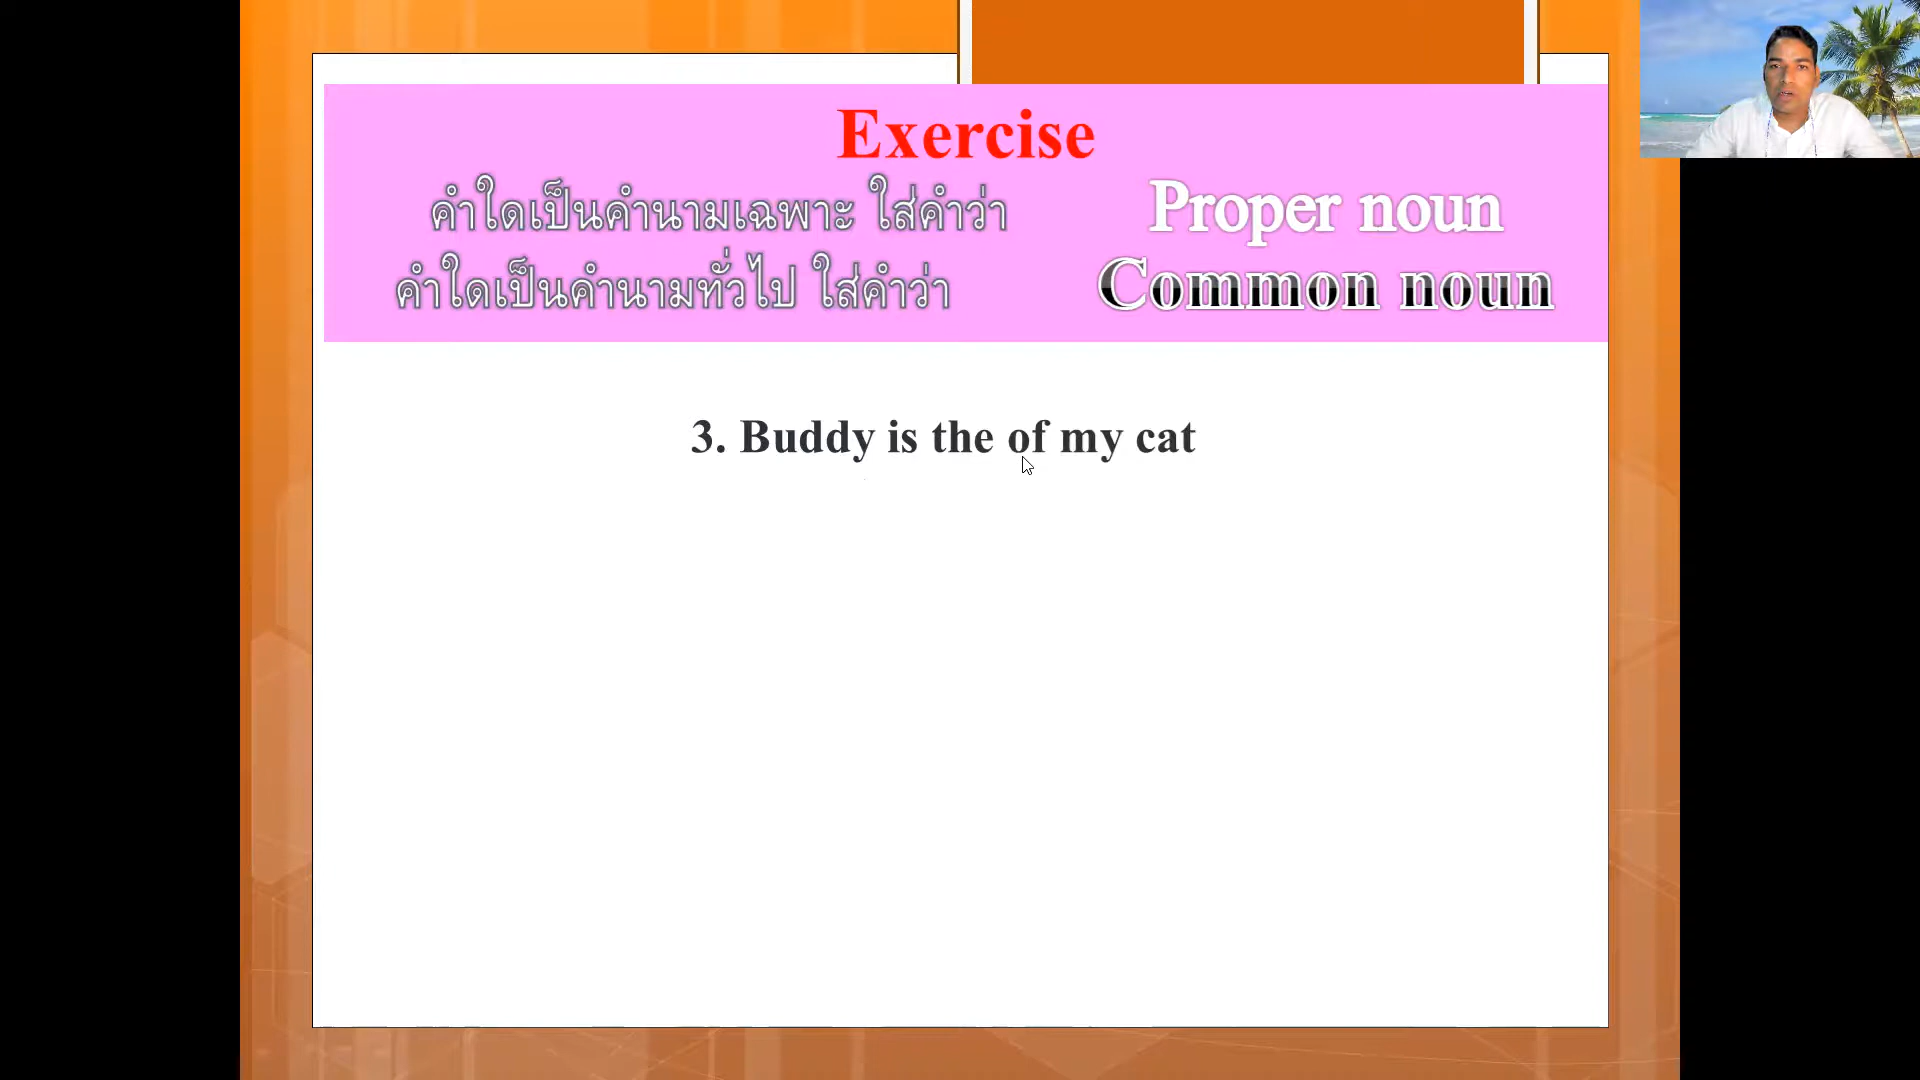 Exercise
คำใดเป็นคำนามเฉพาะ ใส่คำว่า Proper noun
คำใดเป็นคำนามทั่วไป ใส่คำว่า Common noun
3. Buddy is the of my cat